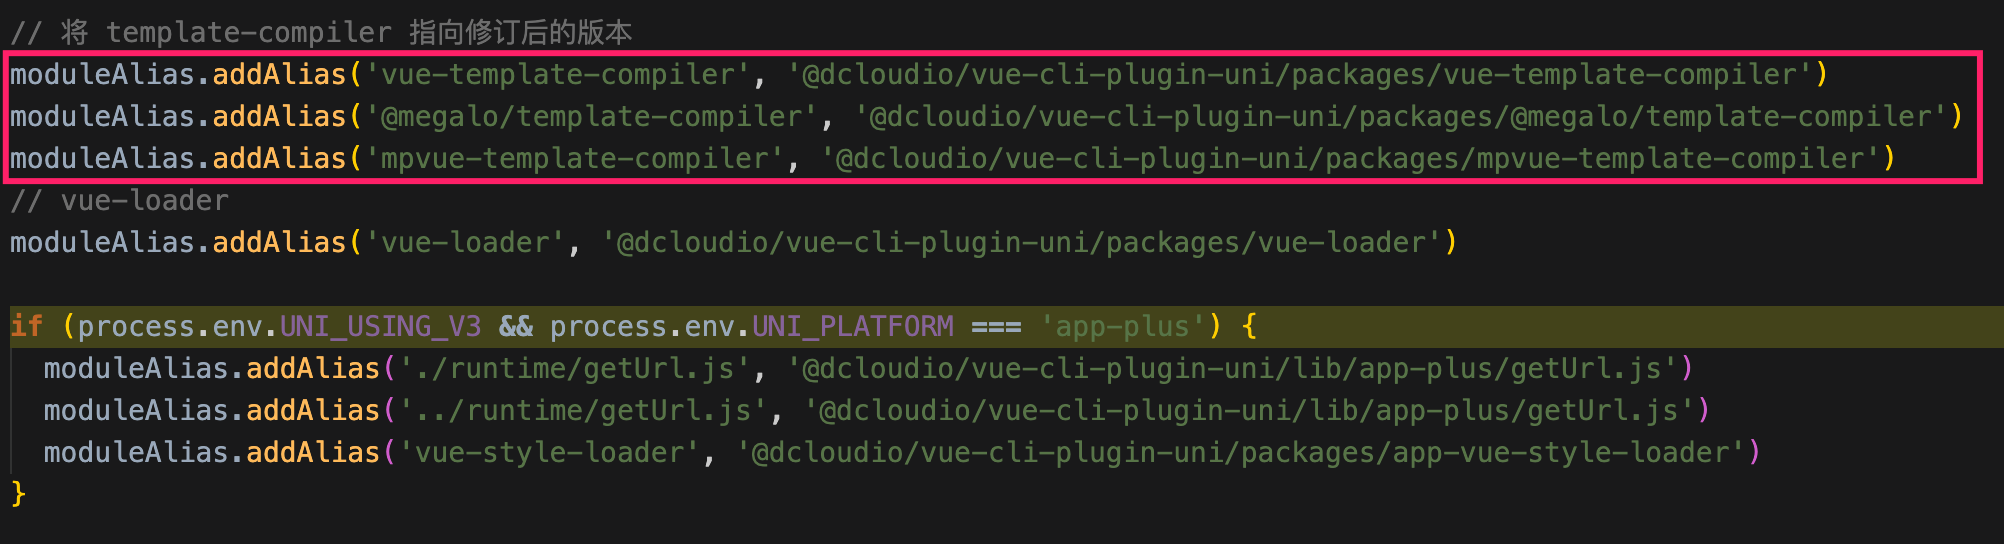 // 将 template-compiler 指向修订后的版本
moduleAlias.addAlias('vue-template-compiler', '@dcloudio/vue-cli-plugin-uni/packages/vue-template-compiler')
moduleAlias.addAlias('@megalo/template-compiler', '@dcloudio/vue-cli-plugin-uni/packages/@megalo/template-compiler')
moduleAlias.addAlias('mpvue-template-compiler', '@dcloudio/vue-cli-plugin-uni/packages/mpvue-template-compiler')
// vue-loader
moduleAlias.addAlias('vue-loader', '@dcloudio/vue-cli-plugin-uni/packages/vue-loader')
if (process.env.UNI_USING_V3 && process.env.UNI_PLATFORM === 'app-plus') {
  moduleAlias.addAlias('./runtime/getUrl.js', '@dcloudio/vue-cli-plugin-uni/lib/app-plus/getUrl.js')
  moduleAlias.addAlias('../runtime/getUrl.js', '@dcloudio/vue-cli-plugin-uni/lib/app-plus/getUrl.js')
  moduleAlias.addAlias('vue-style-loader', '@dcloudio/vue-cli-plugin-uni/packages/app-vue-style-loader')
}